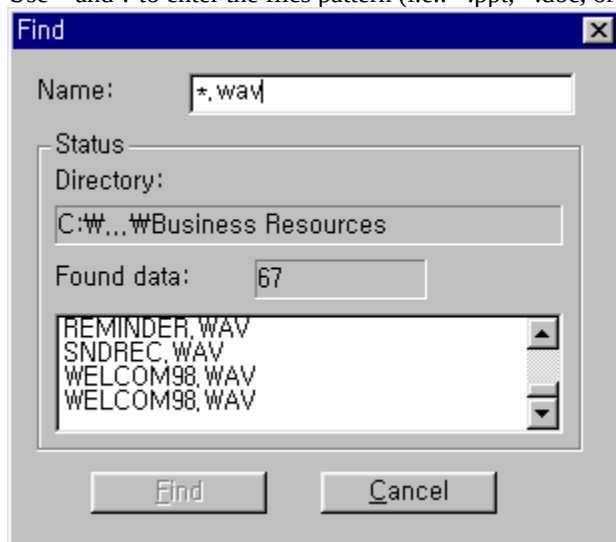 Find
Name: *.wav
Status
Directory:
C:₩...₩Business Resources
Found data: 67
REMINDER.WAV
SNDREC.WAV
WELCOM98.WAV
WELCOM98.WAV
Find Cancel